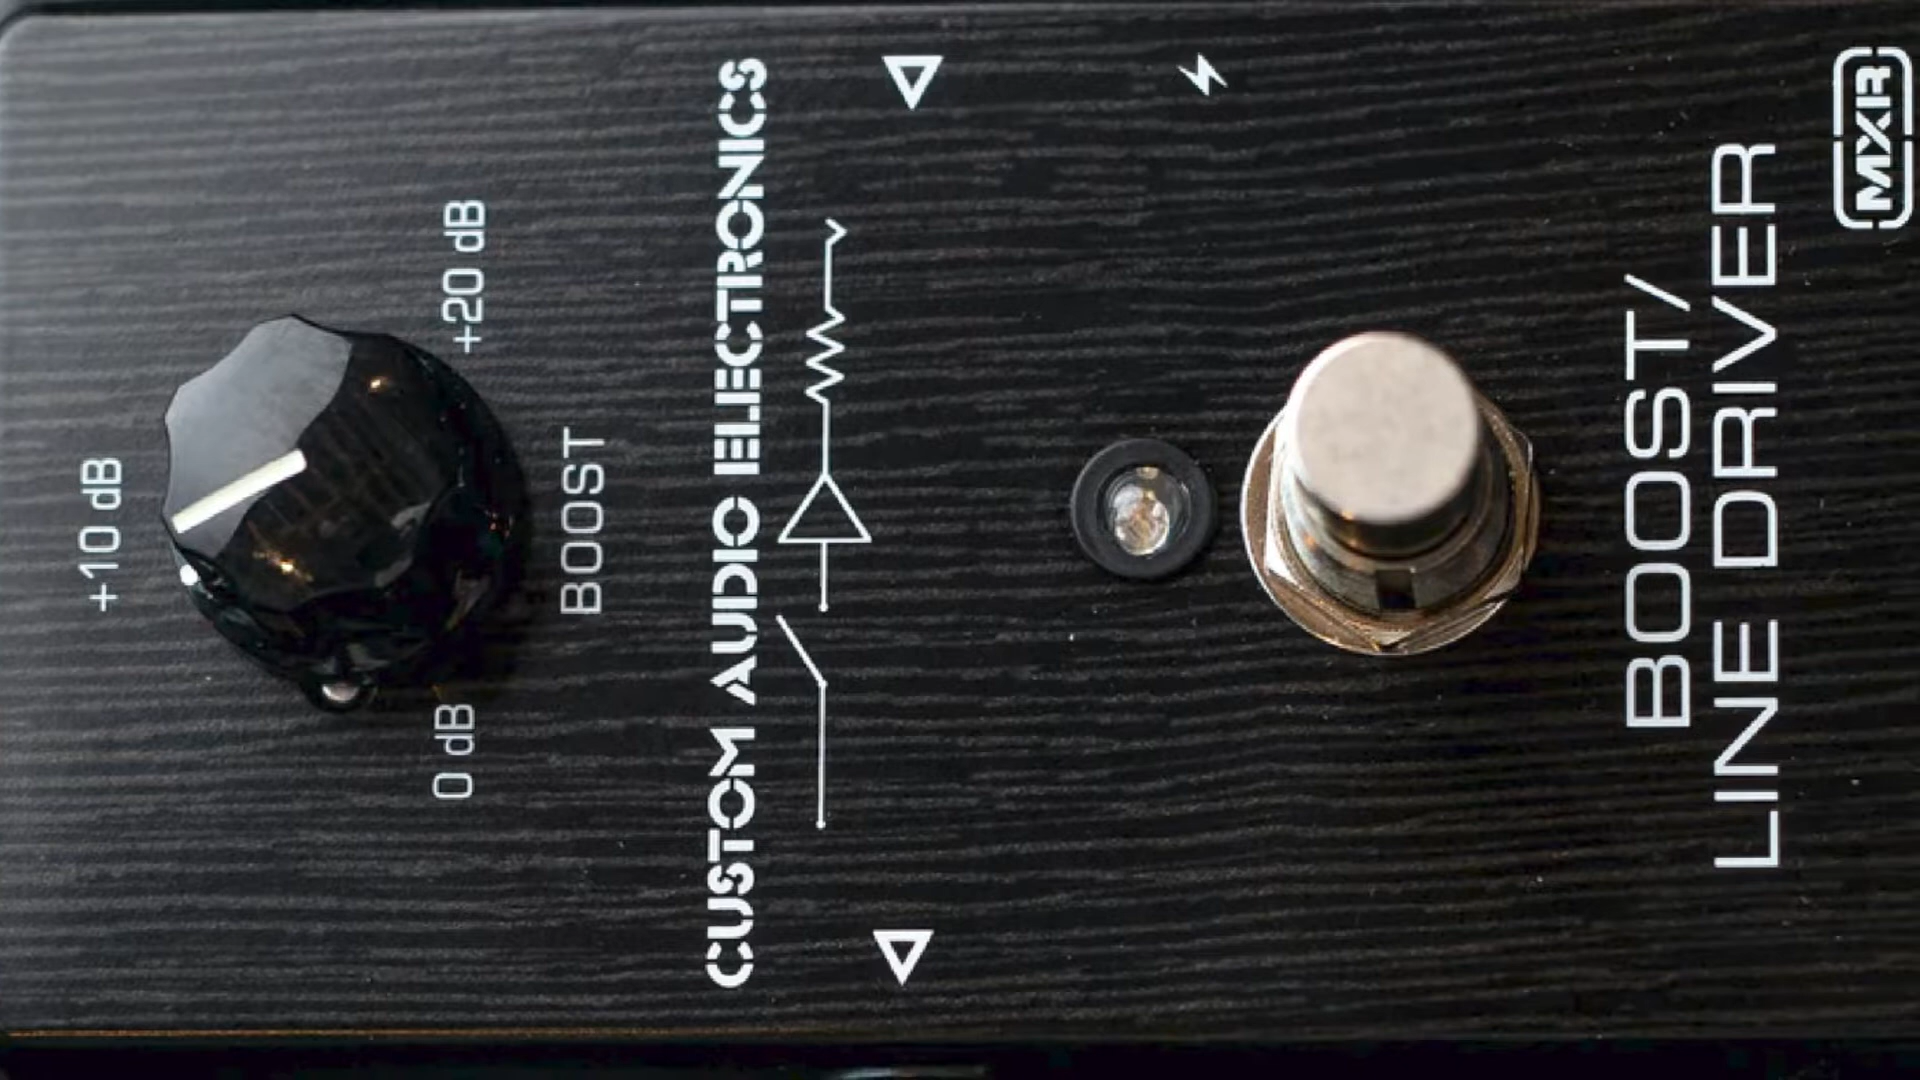 +10 dB
0 dB
+20 dB
BOOST
CUSTOM AUDIO ELECTRONICS
BOOST/
LINE DRIVER
MXR